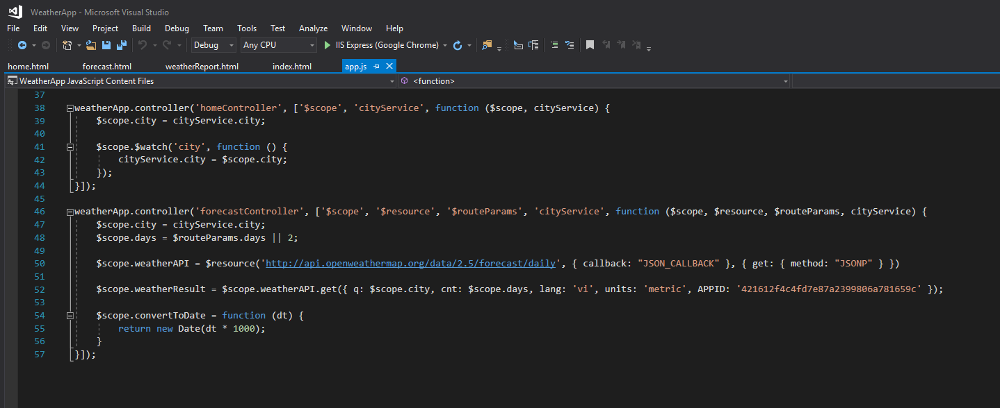 WeatherApp - Microsoft Visual Studio
File Edit View Project Build Debug Team Tools Test Analyze Window Help
Debug Any CPU IIS Express (Google Chrome)
home.html forecast.html weatherReport.html index.html app.js
WeatherApp JavaScript Content Files <function>
37
38 weatherApp.controller('homeController', ['$scope', 'cityService', function ($scope, cityService) {
39 $scope.city = cityService.city;
40
41 $scope.$watch('city', function () {
42 cityService.city = $scope.city;
43 });
44 }]);
45
46 weatherApp.controller('forecastController', ['$scope', '$resource', '$routeParams', 'cityService', function ($scope, $resource, $routeParams, cityService) {
47 $scope.city = cityService.city;
48 $scope.days = $routeParams.days || 2;
49
50 $scope.weatherAPI = $resource('http://api.openweathermap.org/data/2.5/forecast/daily', { callback: "JSON_CALLBACK" }, { get: { method: "JSONP" } })
51
52 $scope.weatherResult = $scope.weatherAPI.get({ q: $scope.city, cnt: $scope.days, lang: 'vi', units: 'metric', APPID: '421612f4c4fd7e87a2399806a781659c' });
53
54 $scope.convertToDate = function (dt) {
55 return new Date(dt * 1000);
56 }
57 }]);